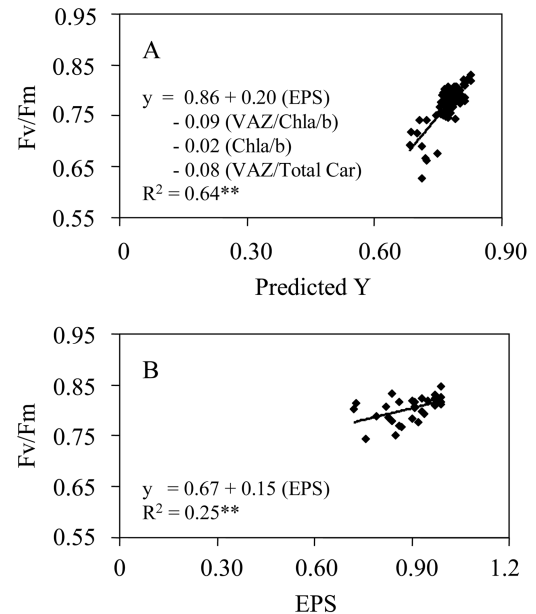 0.95
A
0.85
Fv/Fm
0.75
0.65
0.55
y = 0.86 + 0.20 (EPS)
- 0.09 (VAZ/Chla/b)
- 0.02 (Chla/b)
- 0.08 (VAZ/Total Car)
R² = 0.64**
0 0.30 0.60 0.90
Predicted Y
0.95
B
0.85
Fv/Fm
0.75
0.65
0.55
y = 0.67 + 0.15 (EPS)
R² = 0.25**
0 0.30 0.60 0.90 1.2
EPS